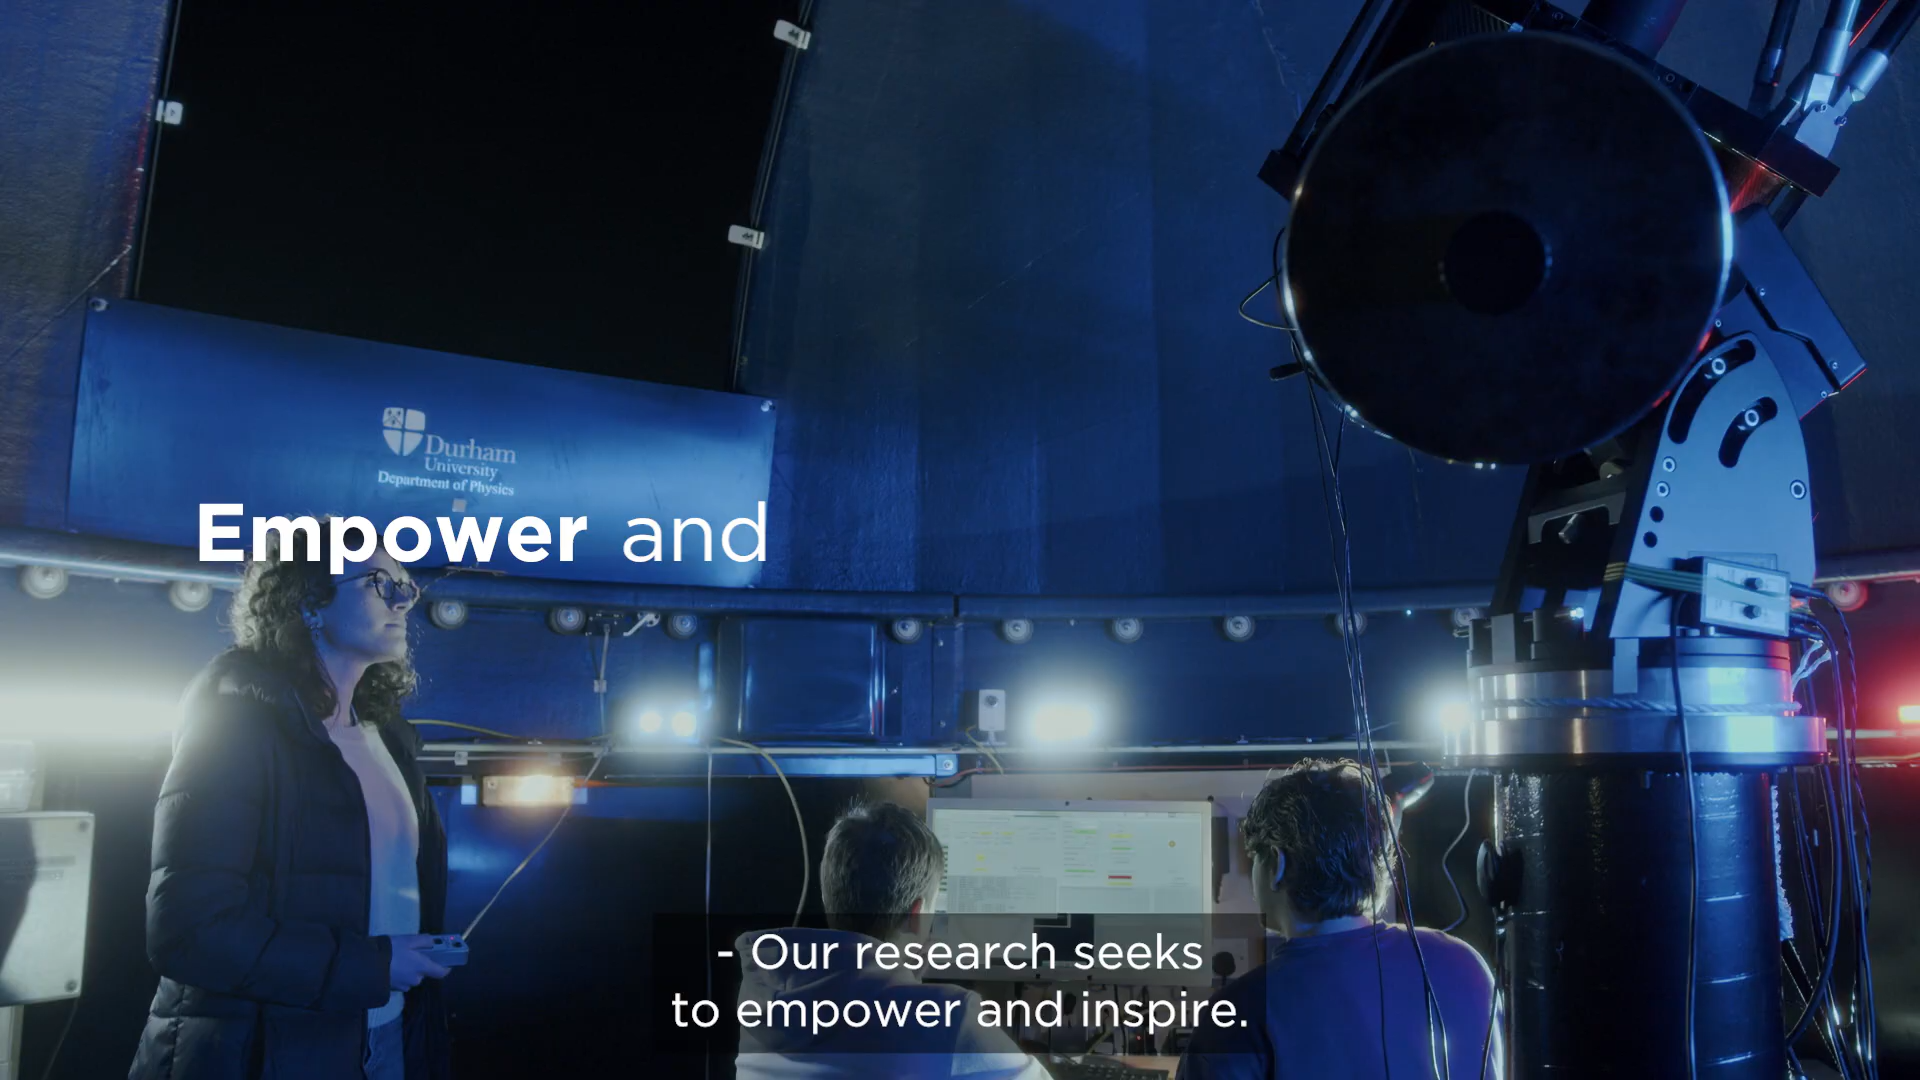 Durham
University
Department of Physics
Empower and
- Our research seeks
to empower and inspire.